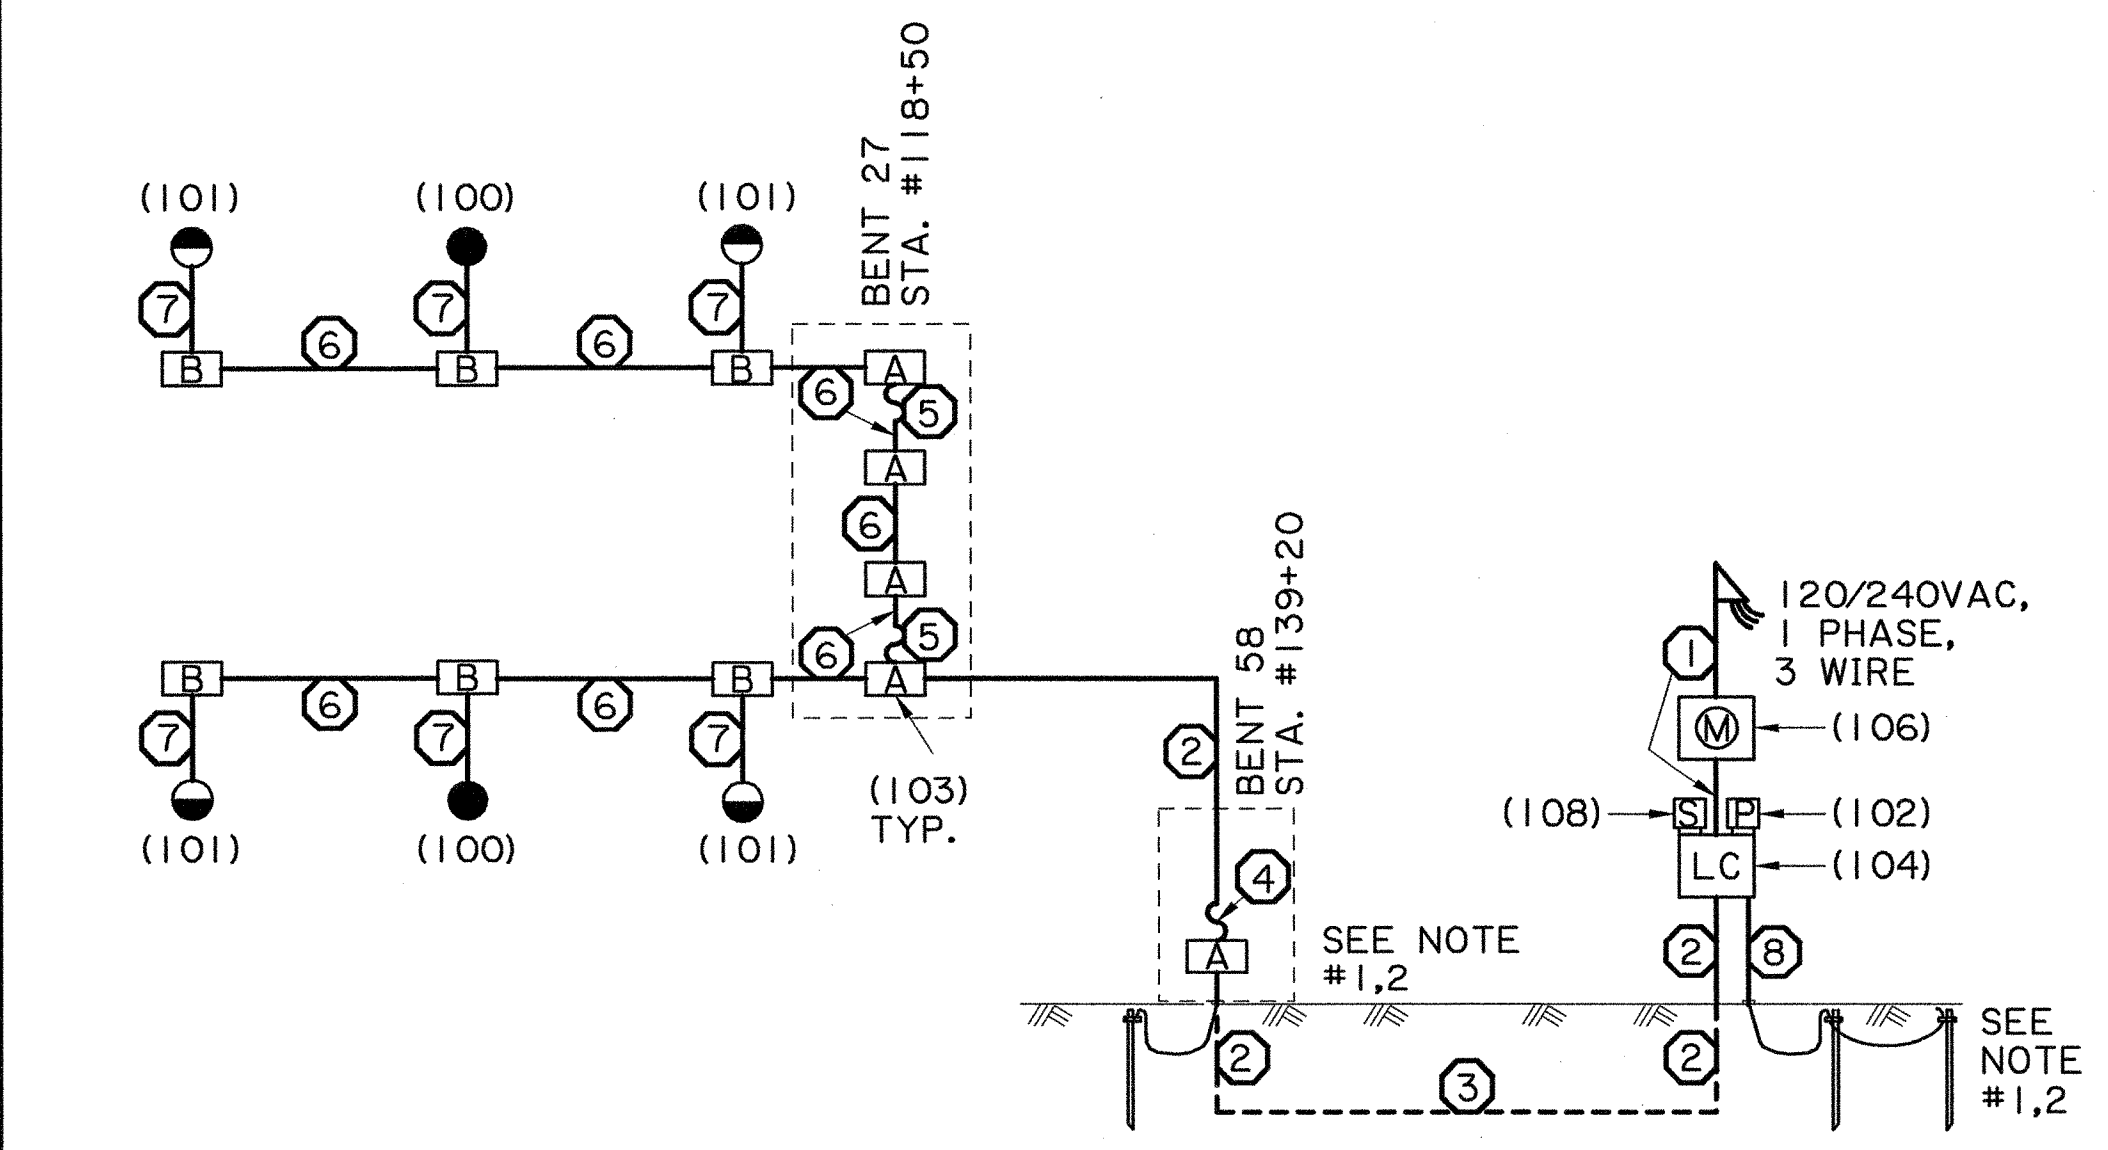 BENT 27
STA. #118+50
(101)
(100)
(101)
7
7
7
6
6
B
B
B
A
6
5
A
6
A
6
5
B
B
B
A
6
6
7
7
7
(101)
(100)
(101)
(103)
TYP.
2
BENT 58
STA. #139+20
4
A
SEE NOTE
#1,2
120/240VAC,
1 PHASE,
3 WIRE
1
M
(106)
(108)
S
P
(102)
LC
(104)
2
8
2
3
2
SEE
NOTE
#1,2